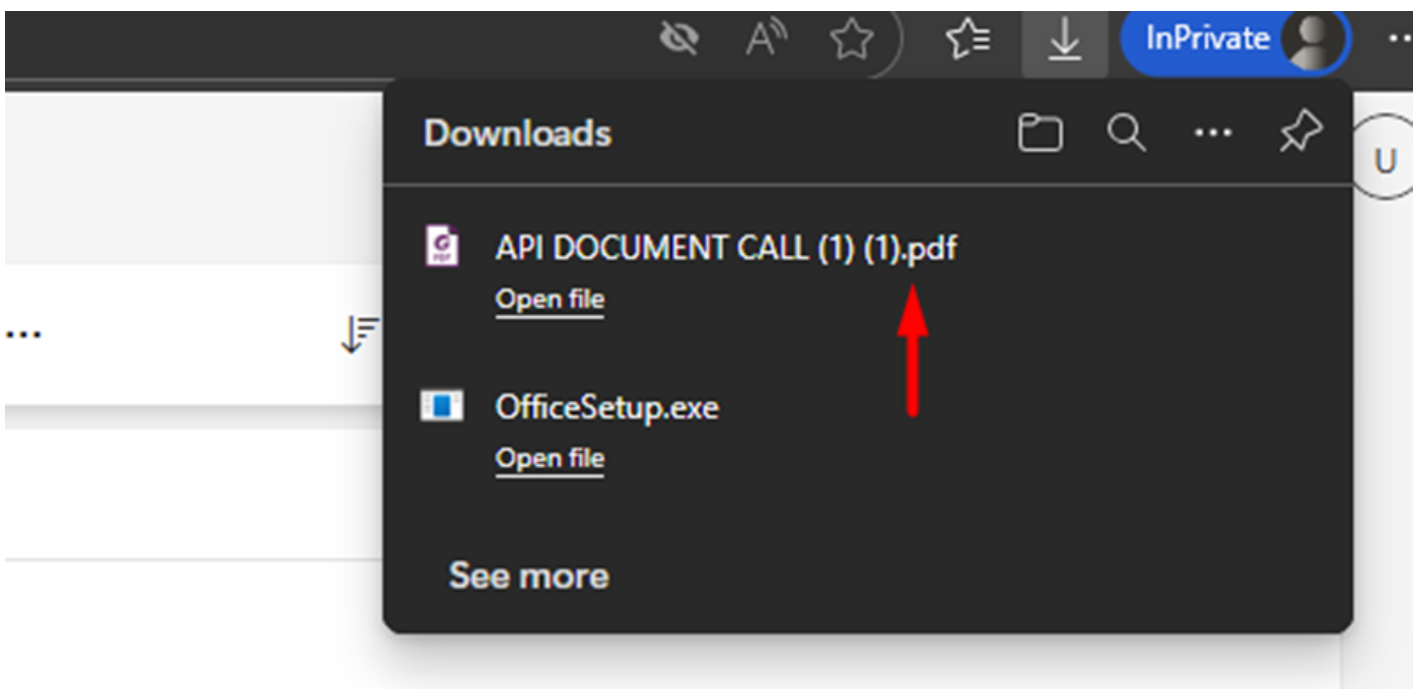 InPrivate
Downloads
U
API DOCUMENT CALL (1) (1).pdf
Open file
OfficeSetup.exe
Open file
See more